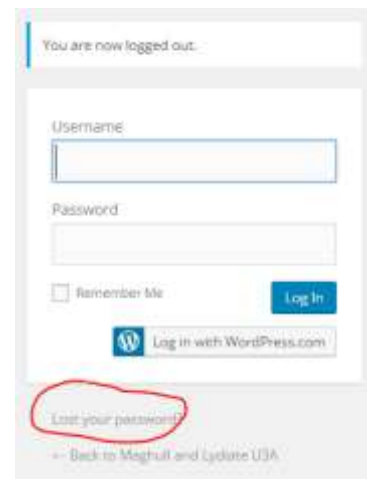 You are now logged out.
Username
Password
Remember Me
Log In
Log in with WordPress.com
Lost your password?
← Back to Maghull and Lydiate U3A